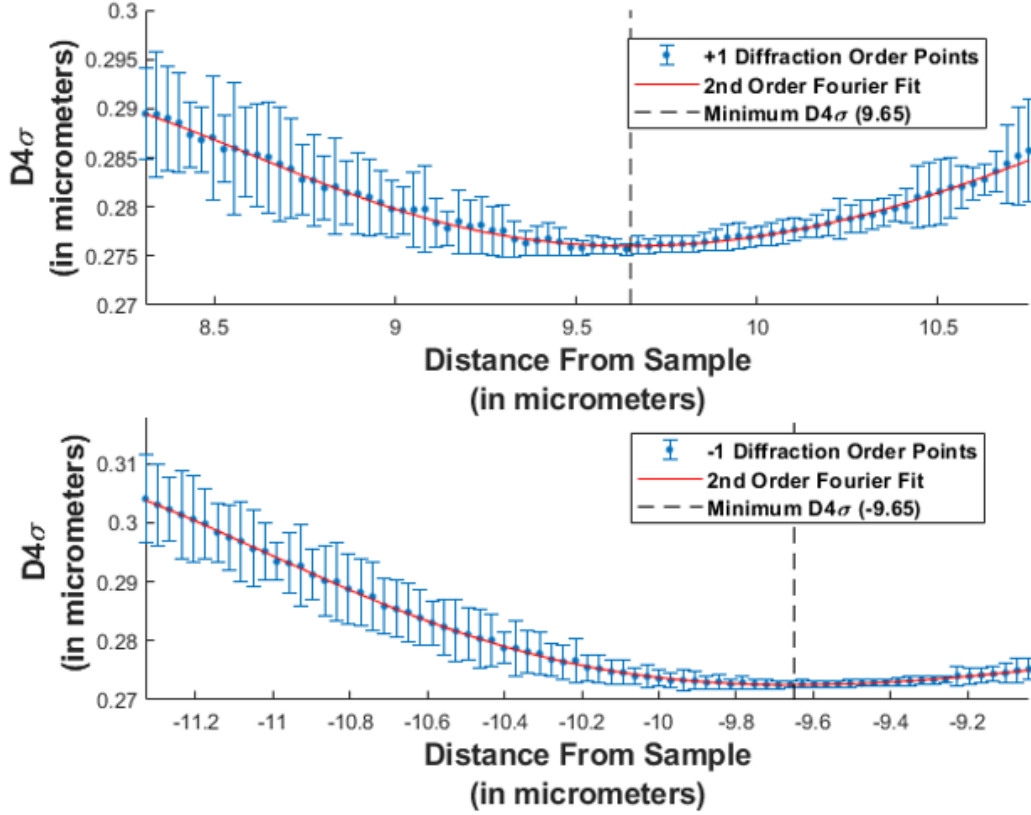 0.3
0.295
0.29
0.285
0.28
0.275
0.27
D4σ
(in micrometers)
+1 Diffraction Order Points
2nd Order Fourier Fit
Minimum D4σ (9.65)
8.5 9 9.5 10 10.5
Distance From Sample
(in micrometers)
0.31
0.3
0.29
0.28
0.27
D4σ
(in micrometers)
-1 Diffraction Order Points
2nd Order Fourier Fit
Minimum D4σ (-9.65)
-11.2 -11 -10.8 -10.6 -10.4 -10.2 -10 -9.8 -9.6 -9.4 -9.2
Distance From Sample
(in micrometers)